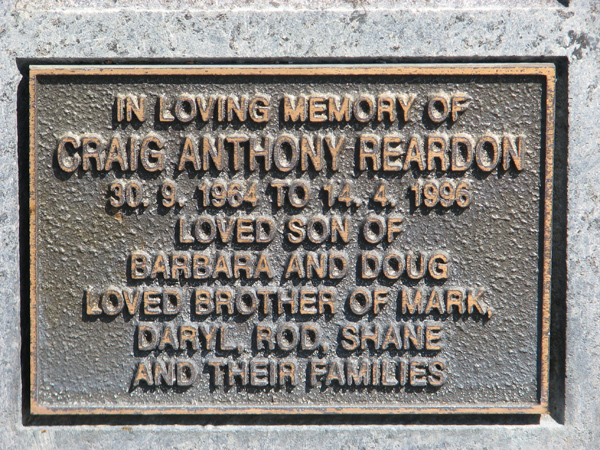 IN LOVING MEMORY OF
CRAIG ANTHONY REARDON
30. 9. 1964 TO 14. 4. 1996
LOVED SON OF
BARBARA AND DOUG
LOVED BROTHER OF MARK,
DARYL, ROD, SHANE
AND THEIR FAMILIES